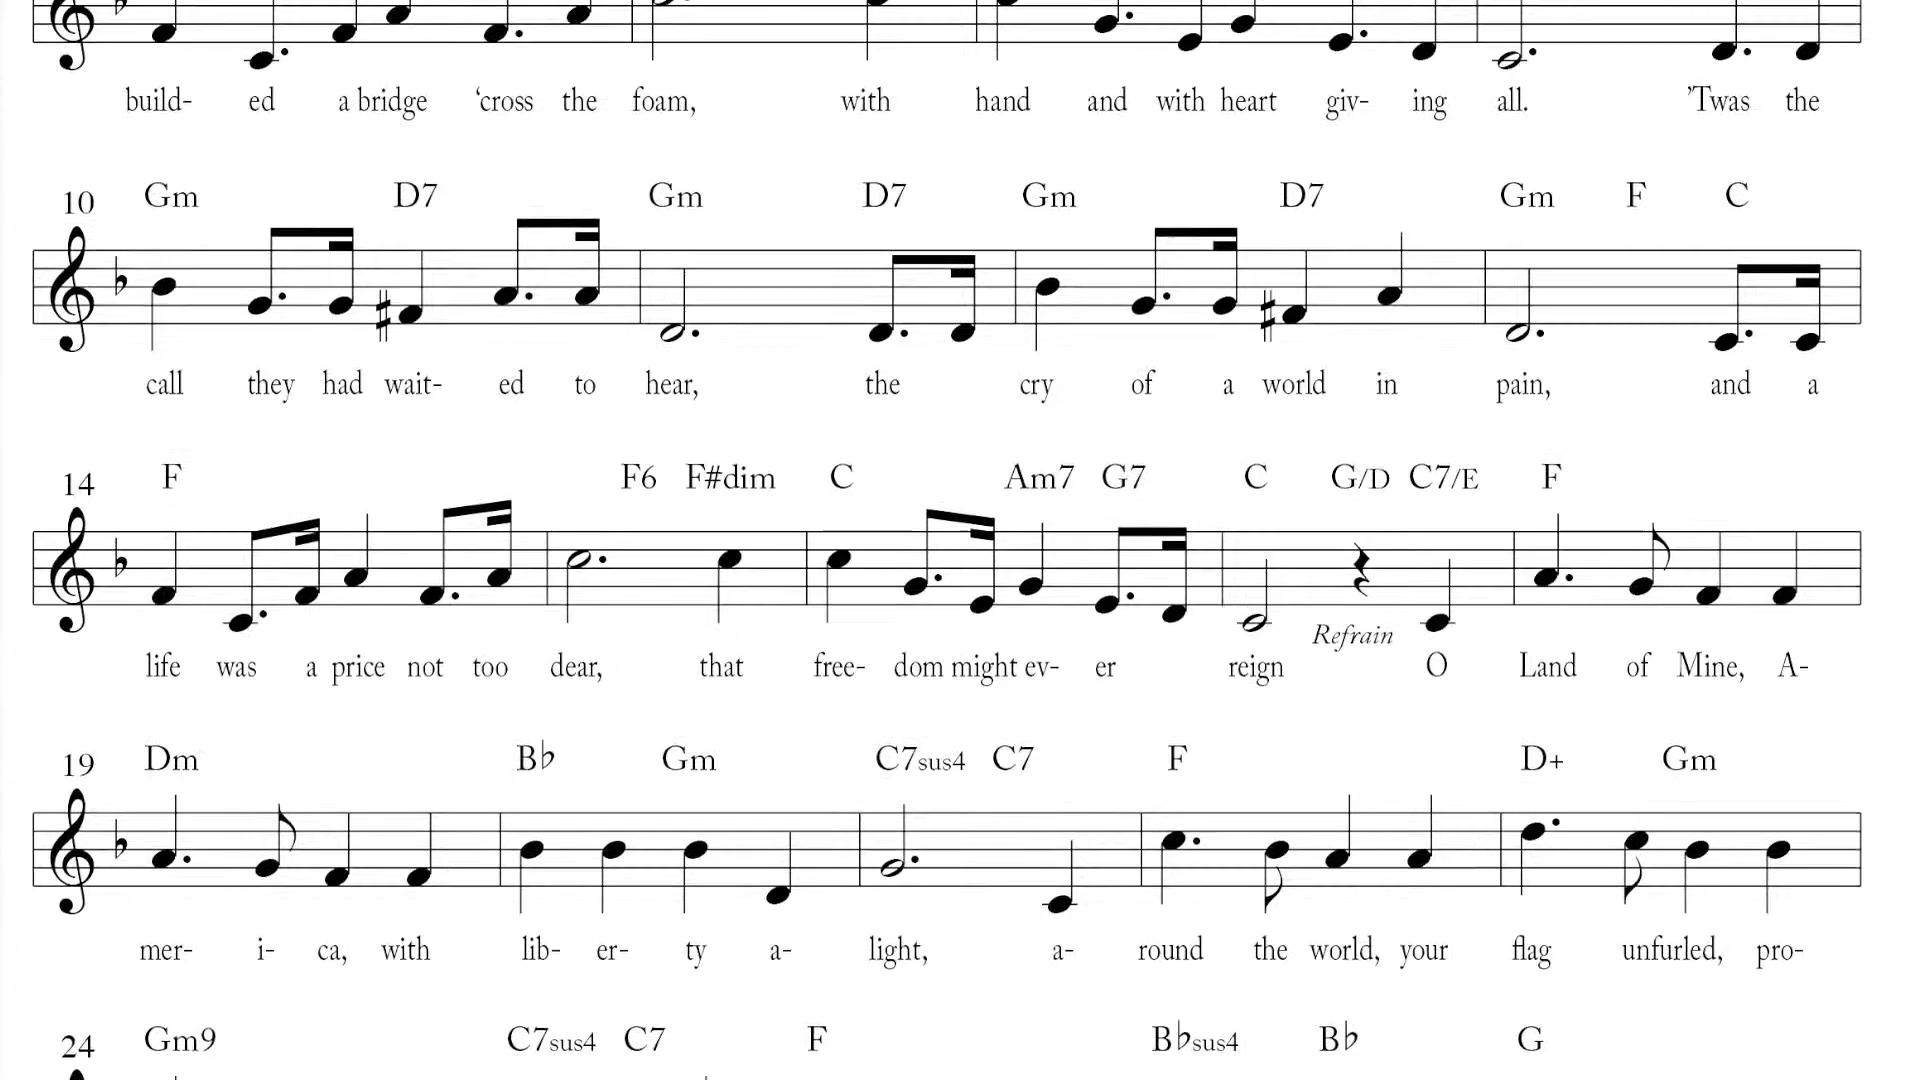 build- ed a bridge ‘cross the foam, with hand and with heart giv- ing all. ’Twas the
10 Gm D7 Gm D7 Gm D7 Gm F C
call they had wait- ed to hear, the cry of a world in pain, and a
14 F F6 F#dim C Am7 G7 C G/D C7/E F
Refrain
life was a price not too dear, that free- dom might ev- er reign O Land of Mine, A-
19 Dm B♭ Gm C7sus4 C7 F D+ Gm
mer- i- ca, with lib- er- ty a- light, a- round the world, your flag unfurled, pro-
24 Gm9 C7sus4 C7 F B♭sus4 B♭ G